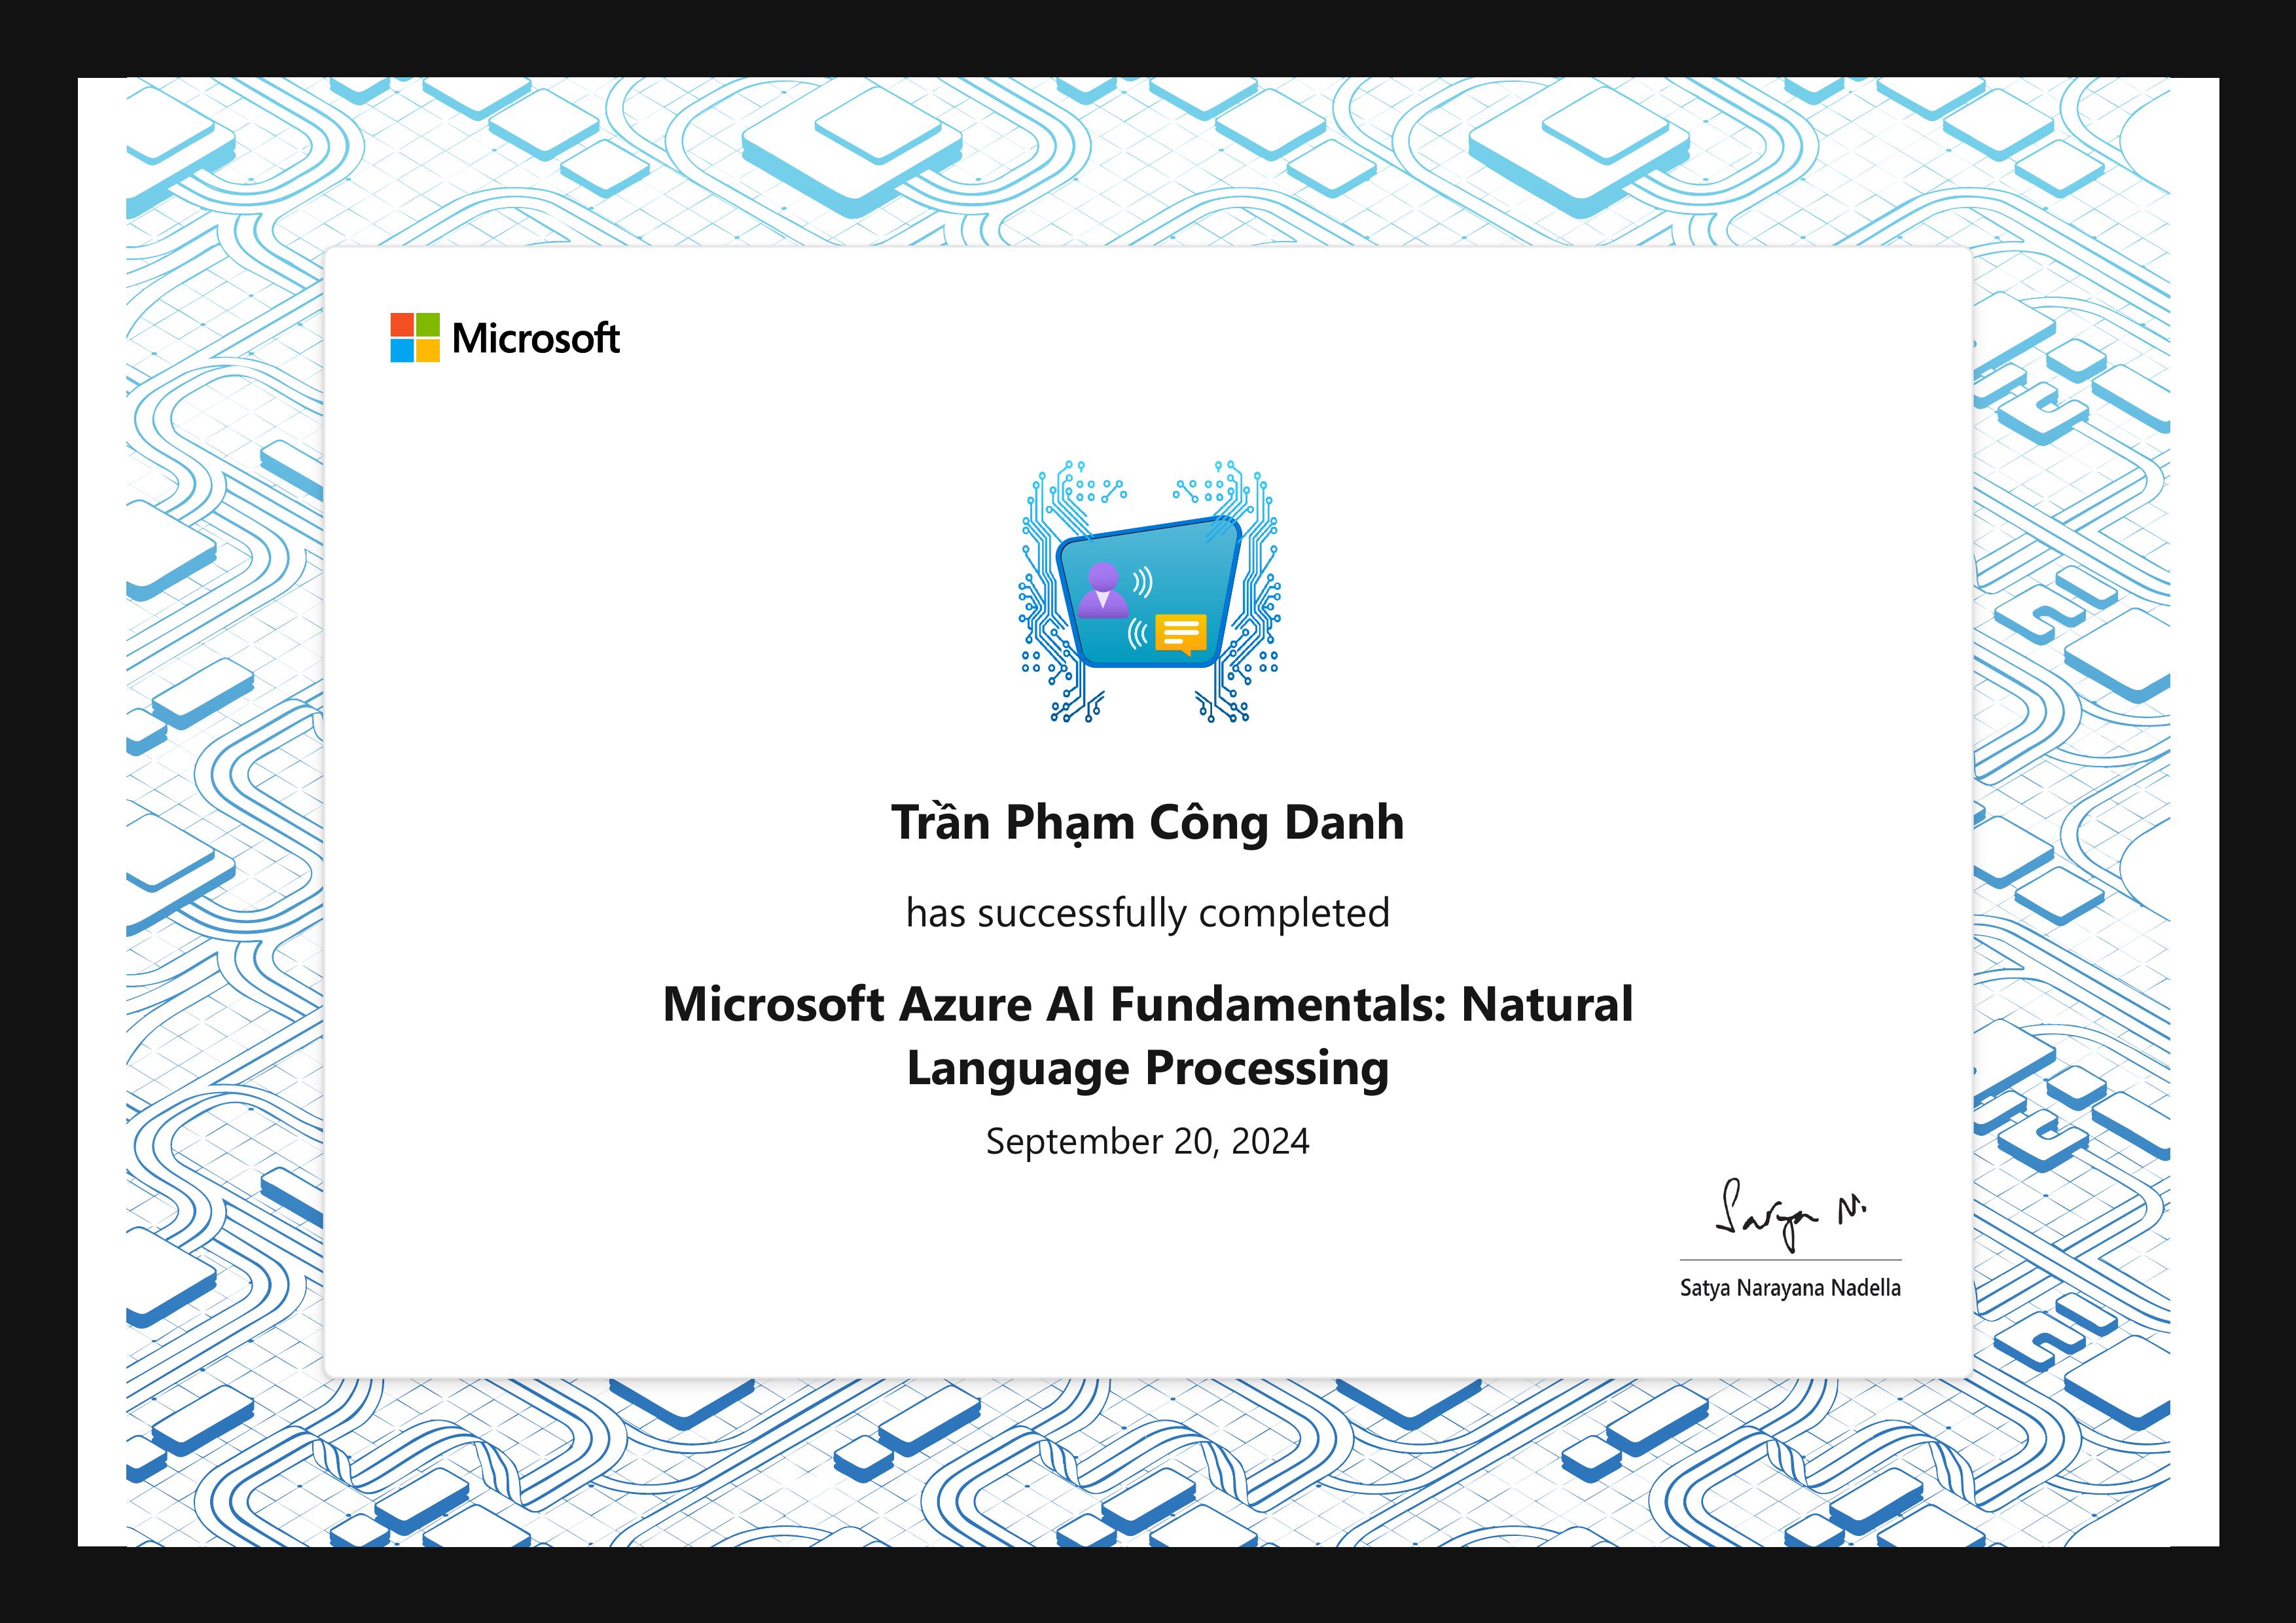 Microsoft
Trần Phạm Công Danh
has successfully completed
Microsoft Azure AI Fundamentals: Natural
Language Processing
September 20, 2024
Satya N.
Satya Narayana Nadella